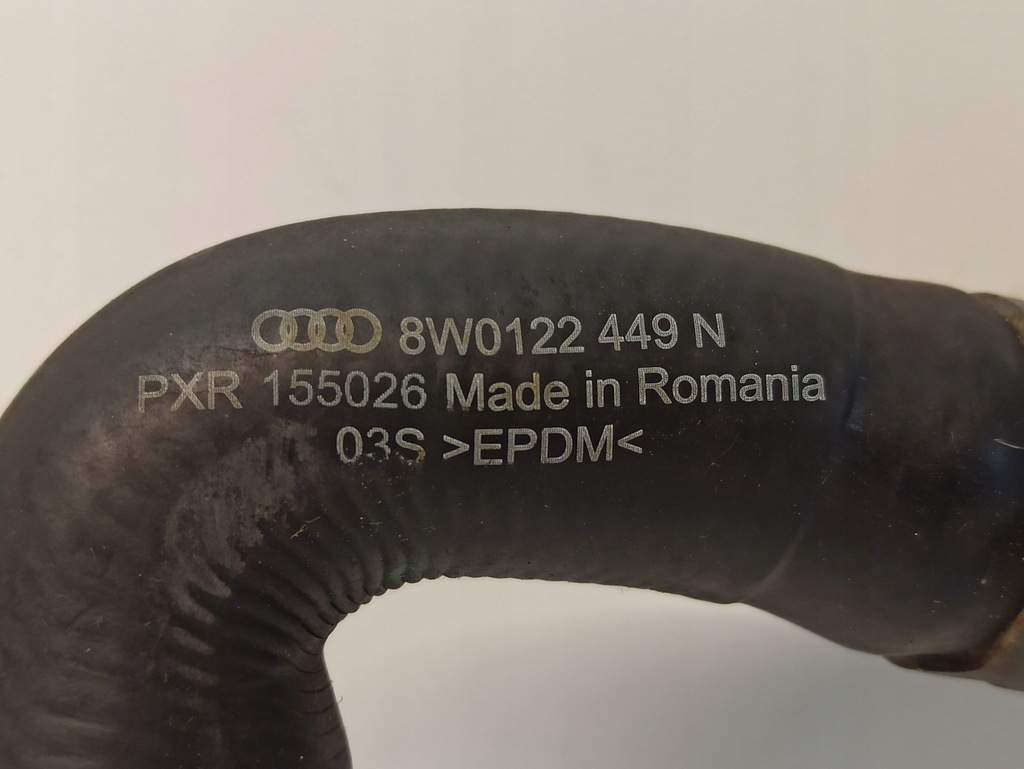 8W0122 449 N
PXR 155026 Made in Romania
03S >EPDM<